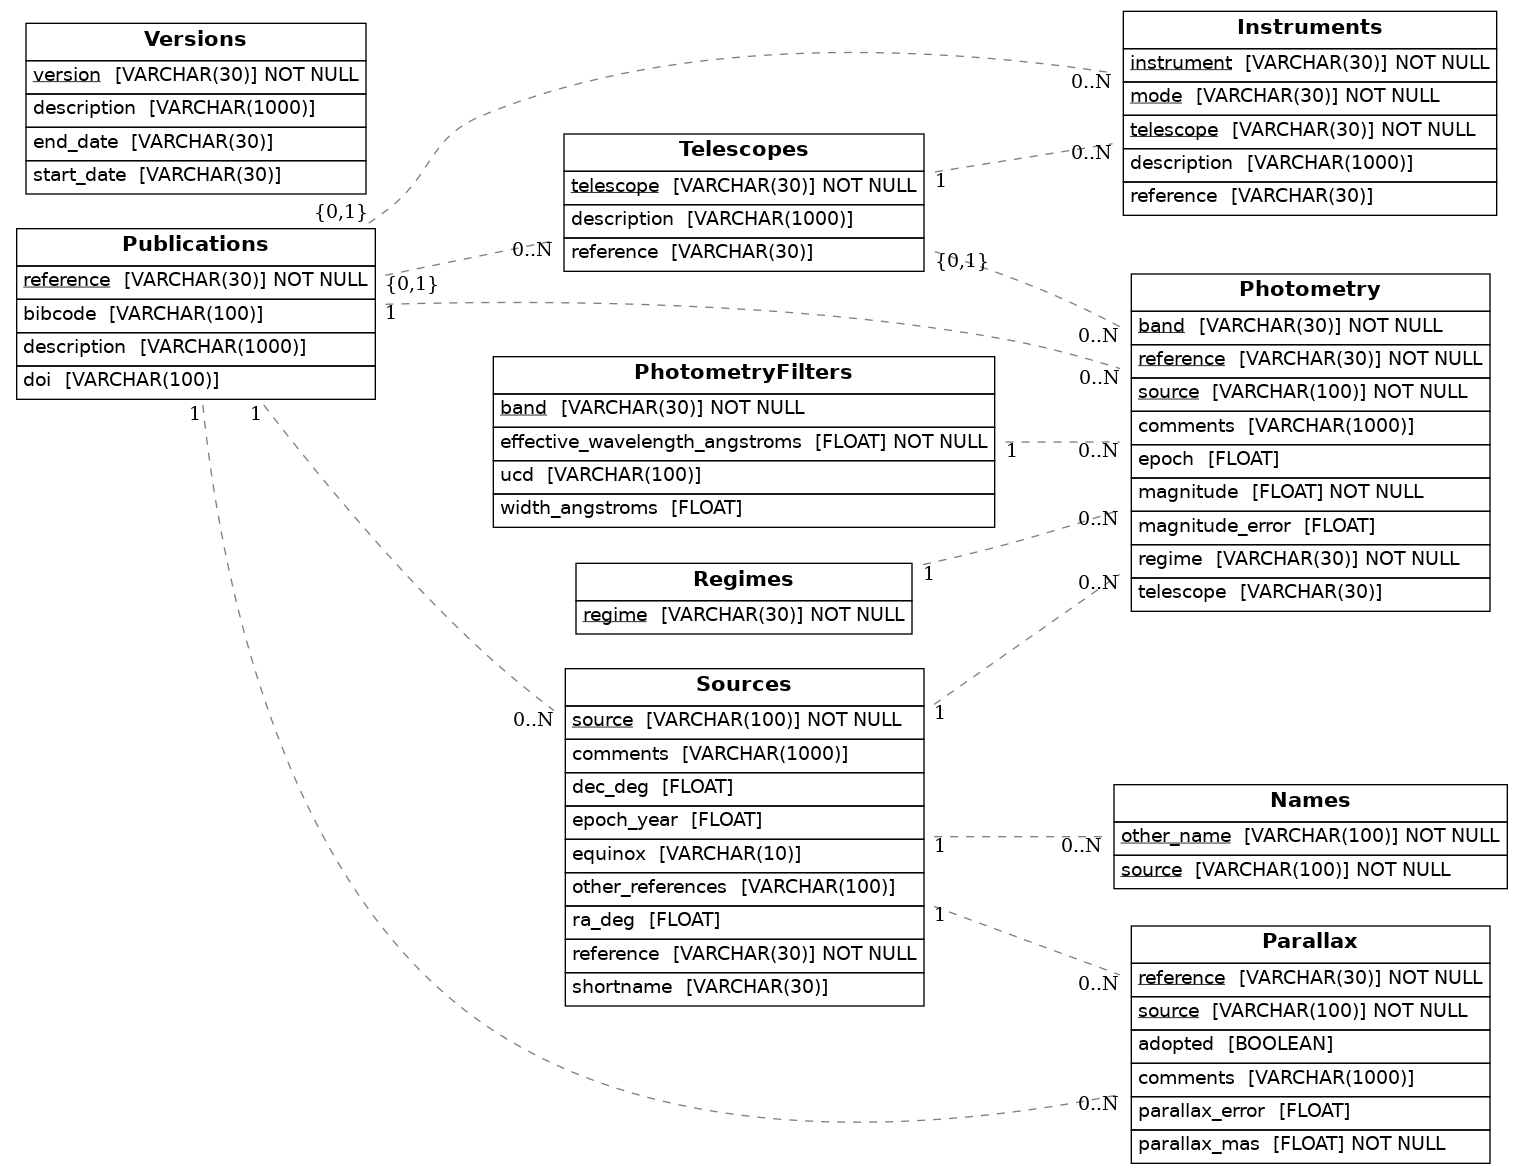 Versions
version [VARCHAR(30)] NOT NULL
description [VARCHAR(1000)]
end_date [VARCHAR(30)]
start_date [VARCHAR(30)]
{0,1}
Publications
reference [VARCHAR(30)] NOT NULL
bibcode [VARCHAR(100)]
description [VARCHAR(1000)]
doi [VARCHAR(100)]
{0,1}
1
1
1
Telescopes
telescope [VARCHAR(30)] NOT NULL
description [VARCHAR(1000)]
reference [VARCHAR(30)]
0..N
1
{0,1}
PhotometryFilters
band [VARCHAR(30)] NOT NULL
effective_wavelength_angstroms [FLOAT] NOT NULL
ucd [VARCHAR(100)]
width_angstroms [FLOAT]
1
Regimes
regime [VARCHAR(30)] NOT NULL
1
Sources
source [VARCHAR(100)] NOT NULL
comments [VARCHAR(1000)]
dec_deg [FLOAT]
epoch_year [FLOAT]
equinox [VARCHAR(10)]
other_references [VARCHAR(100)]
ra_deg [FLOAT]
reference [VARCHAR(30)] NOT NULL
shortname [VARCHAR(30)]
0..N
1
1
1
Instruments
instrument [VARCHAR(30)] NOT NULL
mode [VARCHAR(30)] NOT NULL
telescope [VARCHAR(30)] NOT NULL
description [VARCHAR(1000)]
reference [VARCHAR(30)]
0..N
0..N
Photometry
band [VARCHAR(30)] NOT NULL
reference [VARCHAR(30)] NOT NULL
source [VARCHAR(100)] NOT NULL
comments [VARCHAR(1000)]
epoch [FLOAT]
magnitude [FLOAT] NOT NULL
magnitude_error [FLOAT]
regime [VARCHAR(30)] NOT NULL
telescope [VARCHAR(30)]
0..N
0..N
0..N
0..N
0..N
Names
other_name [VARCHAR(100)] NOT NULL
source [VARCHAR(100)] NOT NULL
0..N
Parallax
reference [VARCHAR(30)] NOT NULL
source [VARCHAR(100)] NOT NULL
adopted [BOOLEAN]
comments [VARCHAR(1000)]
parallax_error [FLOAT]
parallax_mas [FLOAT] NOT NULL
0..N
0..N